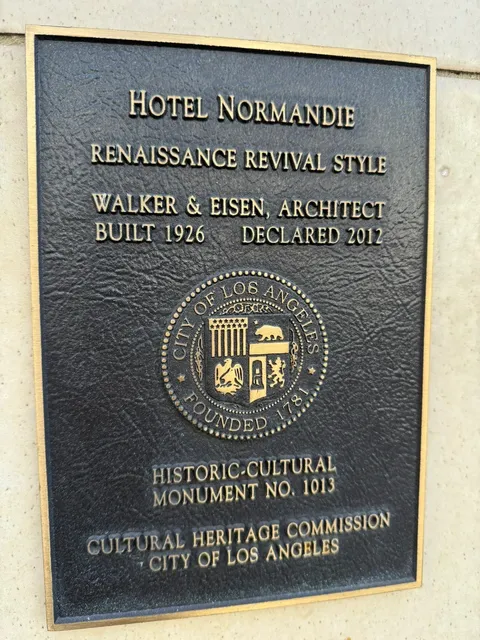 HOTEL NORMANDIE
RENAISSANCE REVIVAL STYLE
WALKER & EISEN, ARCHITECT
BUILT 1926 DECLARED 2012
CITY OF LOS ANGELES
FOUNDED 1781
HISTORIC-CULTURAL
MONUMENT NO. 1013
CULTURAL HERITAGE COMMISSION
CITY OF LOS ANGELES